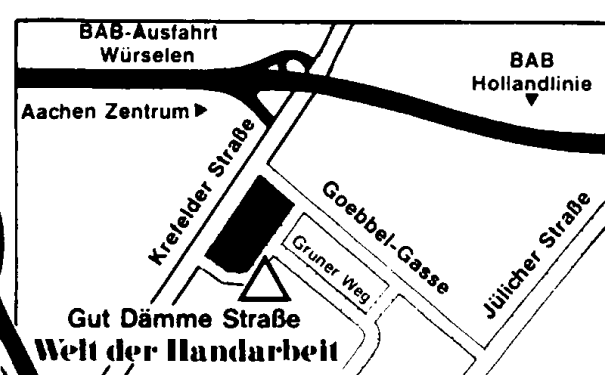 BAB-Ausfahrt
Würselen
BAB
Hollandlinie
Aachen Zentrum
Krefelder Straße
Goebbel-Gasse
Jülicher Straße
Gruner Weg
Gut Dämme Straße
Welt der Handarbeit